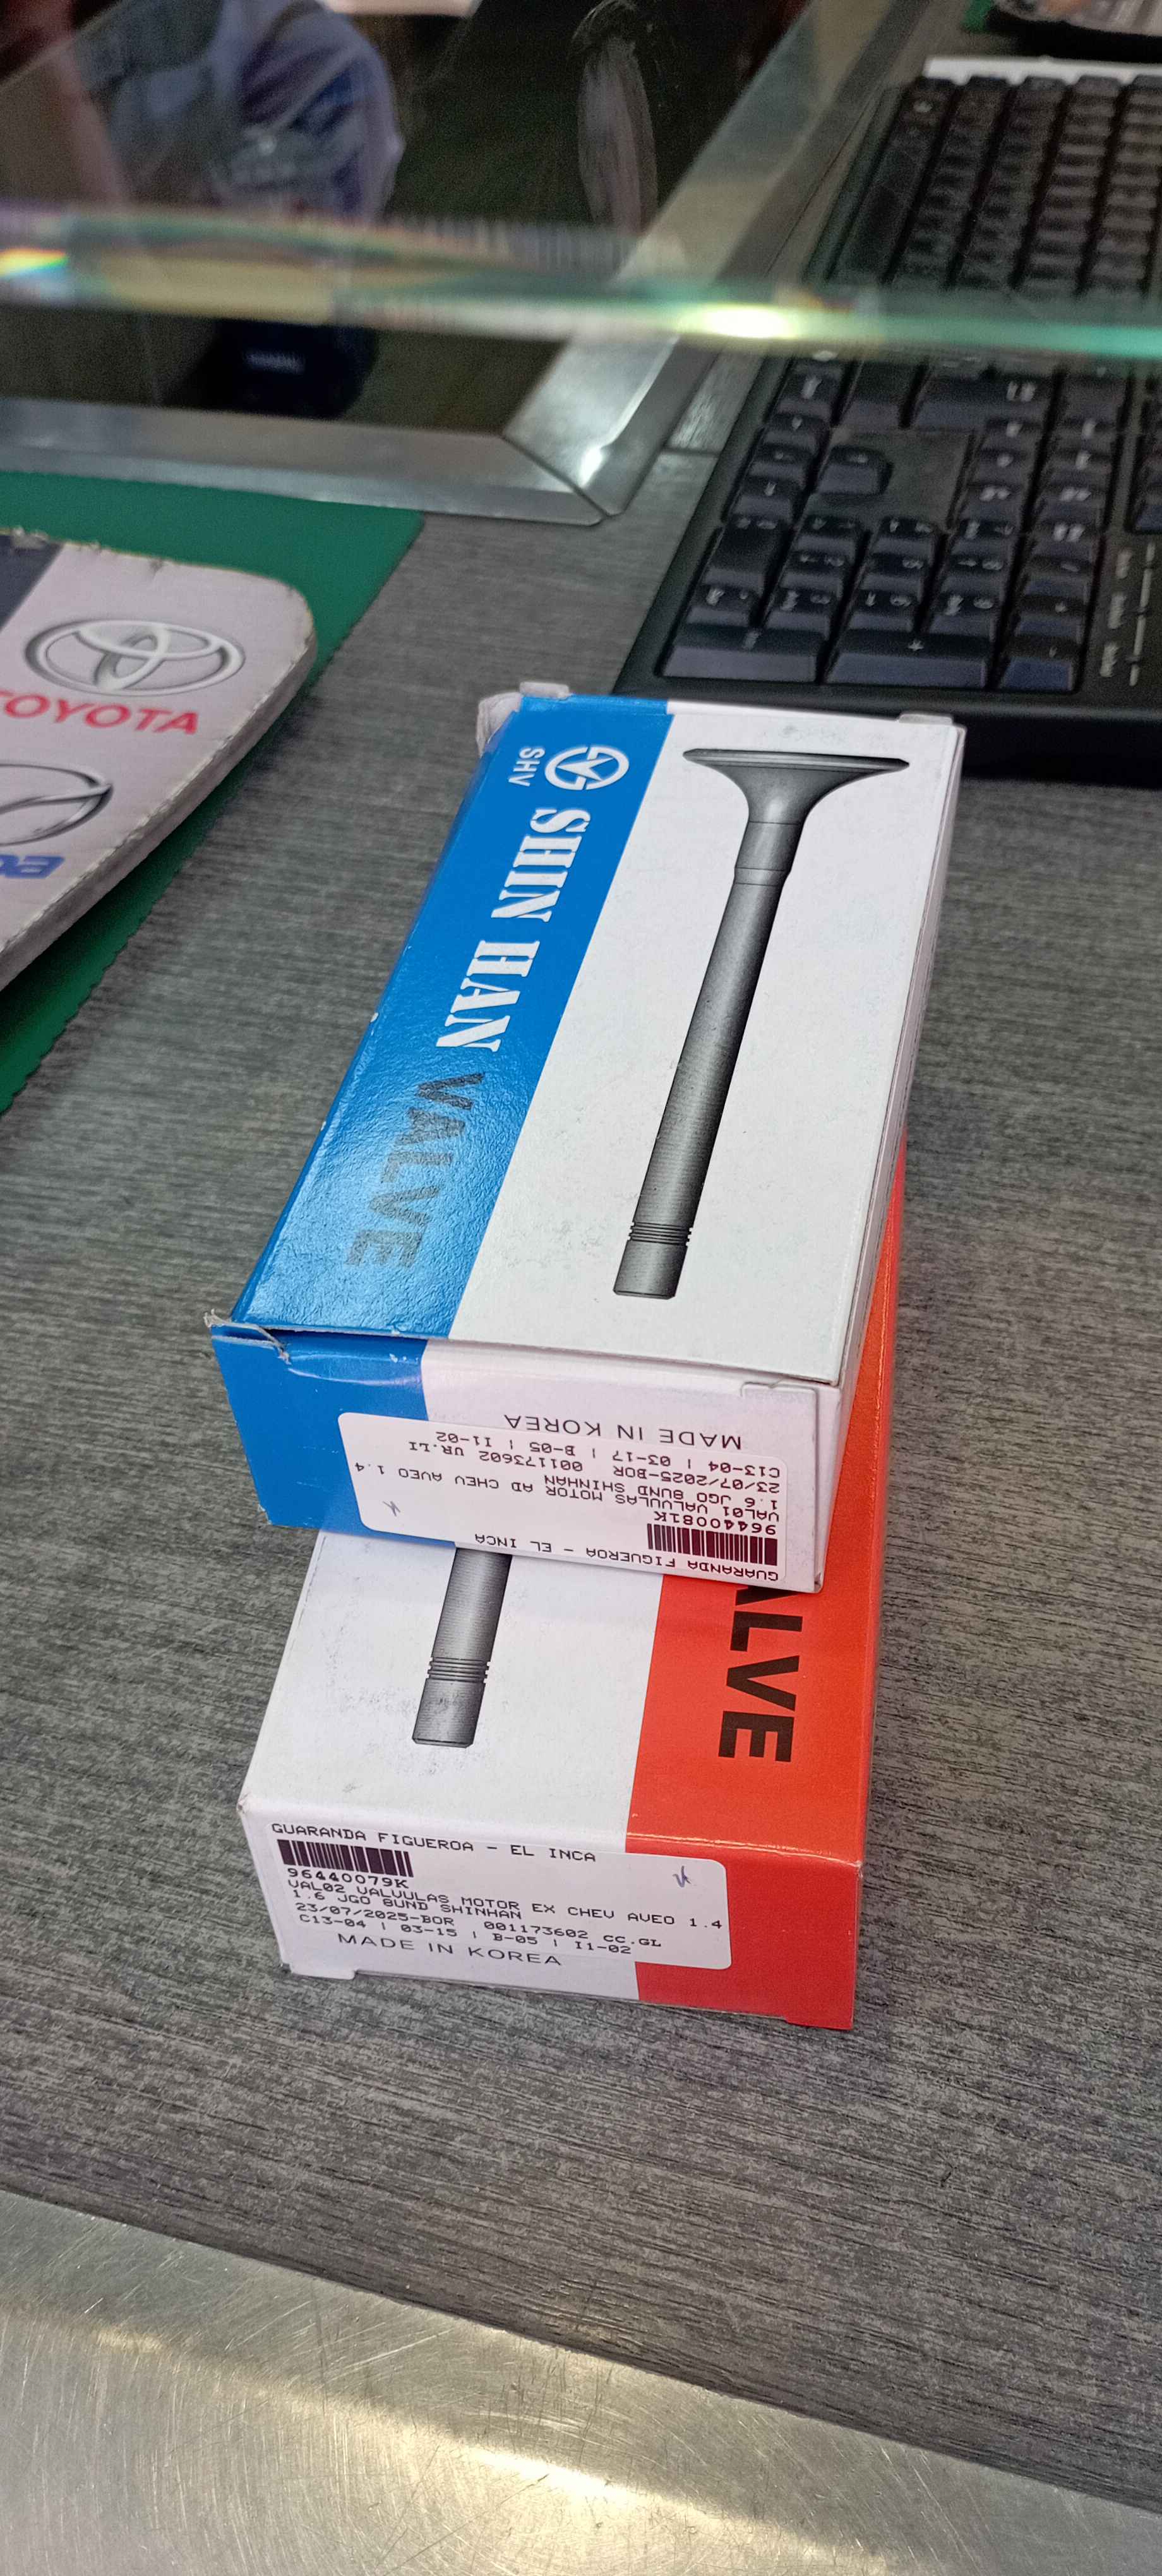 TOYOTA
SHV
SHIN HAN VALVE
MADE IN KOREA
GUARANDA FIGUEROA - EL INCA
96440081K
VAL01 VALVULAS MOTOR AD CHEV AVEO 1.4
1.6 JGO 8UND SHINHAN
23/07/2025-BOR 001173602 UR.LI
C13-04 | 03-17 | B-05 | I1-02
ALVE
GUARANDA FIGUEROA - EL INCA
96440079K
VAL02 VALVULAS MOTOR EX CHEV AVEO 1.4
1.6 JGO 8UND SHINHAN
23/07/2025-BOR 001173602 CC.GL
C13-04 | 03-15 | B-05 | I1-02
MADE IN KOREA